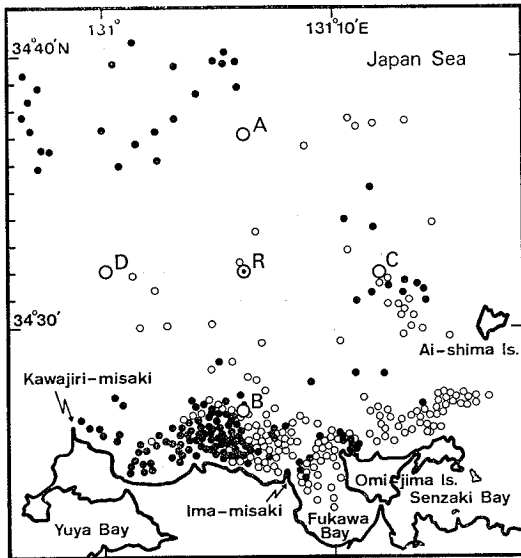 131°
131°10′
34°40′N
Japan Sea
A
D
R
C
34°30′
Ai-shima Is.
Kawajiri-misaki
B
Omi-jima Is.
Ima-misaki
Senzaki Bay
Fukawa
Bay
Yuya Bay